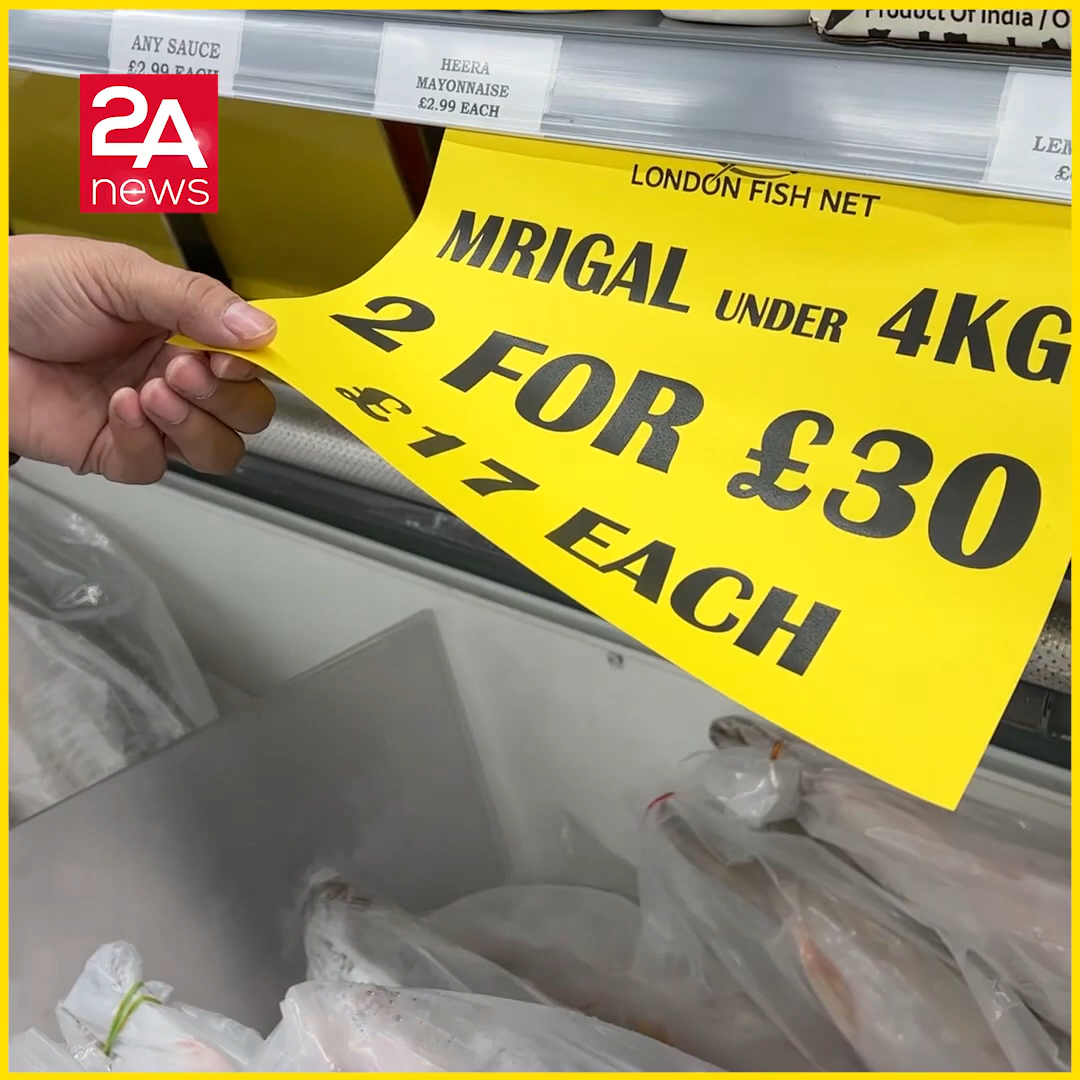 Product Of India / O
ANY SAUCE
£2.99 EACH
HEERA
MAYONNAISE
£2.99 EACH
2A
news
LONDON FISH NET
MRIGAL UNDER 4KG
2 FOR £30
£17 EACH